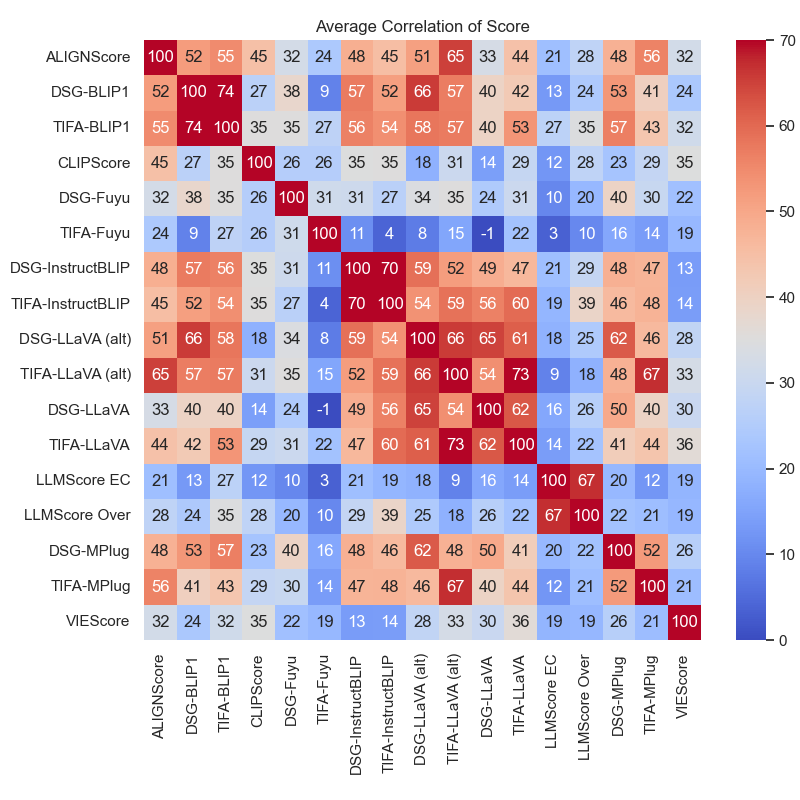 Average Correlation of Score
ALIGNScore 100 52 55 45 32 24 48 45 51 65 33 44 21 28 48 56 32
DSG-BLIP1 52 100 74 27 38 9 57 52 66 57 40 42 13 24 53 41 24
TIFA-BLIP1 55 74 100 35 35 27 56 54 58 57 40 53 27 35 57 43 32
CLIPScore 45 27 35 100 26 26 35 35 18 31 14 29 12 28 23 29 35
DSG-Fuyu 32 38 35 26 100 31 31 27 34 35 24 31 10 20 40 30 22
TIFA-Fuyu 24 9 27 26 31 100 11 4 8 15 -1 22 3 10 16 14 19
DSG-InstructBLIP 48 57 56 35 31 11 100 70 59 52 49 47 21 29 48 47 13
TIFA-InstructBLIP 45 52 54 35 27 4 70 100 54 59 56 60 19 39 46 48 14
DSG-LLaVA (alt) 51 66 58 18 34 8 59 54 100 66 65 61 18 25 62 46 28
TIFA-LLaVA (alt) 65 57 57 31 35 15 52 59 66 100 54 73 9 18 48 67 33
DSG-LLaVA 33 40 40 14 24 -1 49 56 65 54 100 62 16 26 50 40 30
TIFA-LLaVA 44 42 53 29 31 22 47 60 61 73 62 100 14 22 41 44 36
LLMScore EC 21 13 27 12 10 3 21 19 18 9 16 14 100 67 20 12 19
LLMScore Over 28 24 35 28 20 10 29 39 25 18 26 22 67 100 22 21 19
DSG-MPlug 48 53 57 23 40 16 48 46 62 48 50 41 20 22 100 52 26
TIFA-MPlug 56 41 43 29 30 14 47 48 46 67 40 44 12 21 52 100 21
VIEScore 32 24 32 35 22 19 13 14 28 33 30 36 19 19 26 21 100
ALIGNScore
DSG-BLIP1
TIFA-BLIP1
CLIPScore
DSG-Fuyu
TIFA-Fuyu
DSG-InstructBLIP
TIFA-InstructBLIP
DSG-LLaVA (alt)
TIFA-LLaVA (alt)
DSG-LLaVA
TIFA-LLaVA
LLMScore EC
LLMScore Over
DSG-MPlug
TIFA-MPlug
VIEScore
70
60
50
40
30
20
10
0